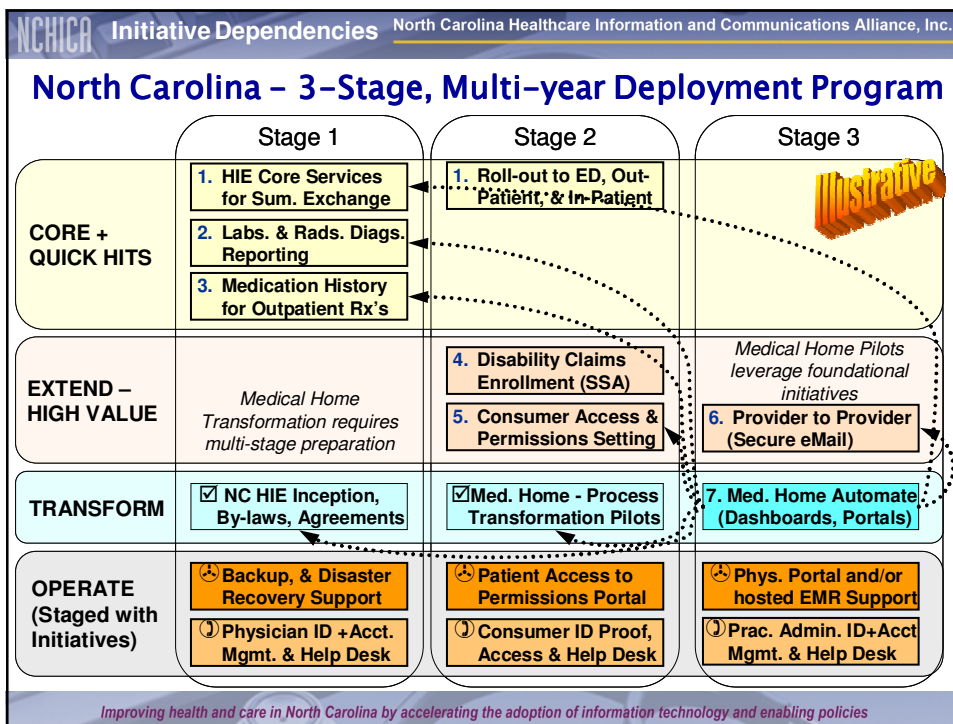 NCHICA Initiative Dependencies North Carolina Healthcare Information and Communications Alliance, Inc.
North Carolina – 3-Stage, Multi-year Deployment Program
Stage 1
Stage 2
Stage 3
Illustrative
CORE +
QUICK HITS
1. HIE Core Services
for Sum. Exchange
2. Labs. & Rads. Diags.
Reporting
3. Medication History
for Outpatient Rx's
1. Roll-out to ED, Out-
Patient, & In-Patient
EXTEND –
HIGH VALUE
Medical Home
Transformation requires
multi-stage preparation
4. Disability Claims
Enrollment (SSA)
5. Consumer Access &
Permissions Setting
Medical Home Pilots
leverage foundational
initiatives
6. Provider to Provider
(Secure eMail)
TRANSFORM
☑ NC HIE Inception,
By-laws, Agreements
☑Med. Home - Process
Transformation Pilots
7. Med. Home Automate
(Dashboards, Portals)
OPERATE
(Staged with
Initiatives)
Backup, & Disaster
Recovery Support
Physician ID +Acct.
Mgmt. & Help Desk
Patient Access to
Permissions Portal
Consumer ID Proof,
Access & Help Desk
Phys. Portal and/or
hosted EMR Support
Prac. Admin. ID+Acct
Mgmt. & Help Desk
Improving health and care in North Carolina by accelerating the adoption of information technology and enabling policies